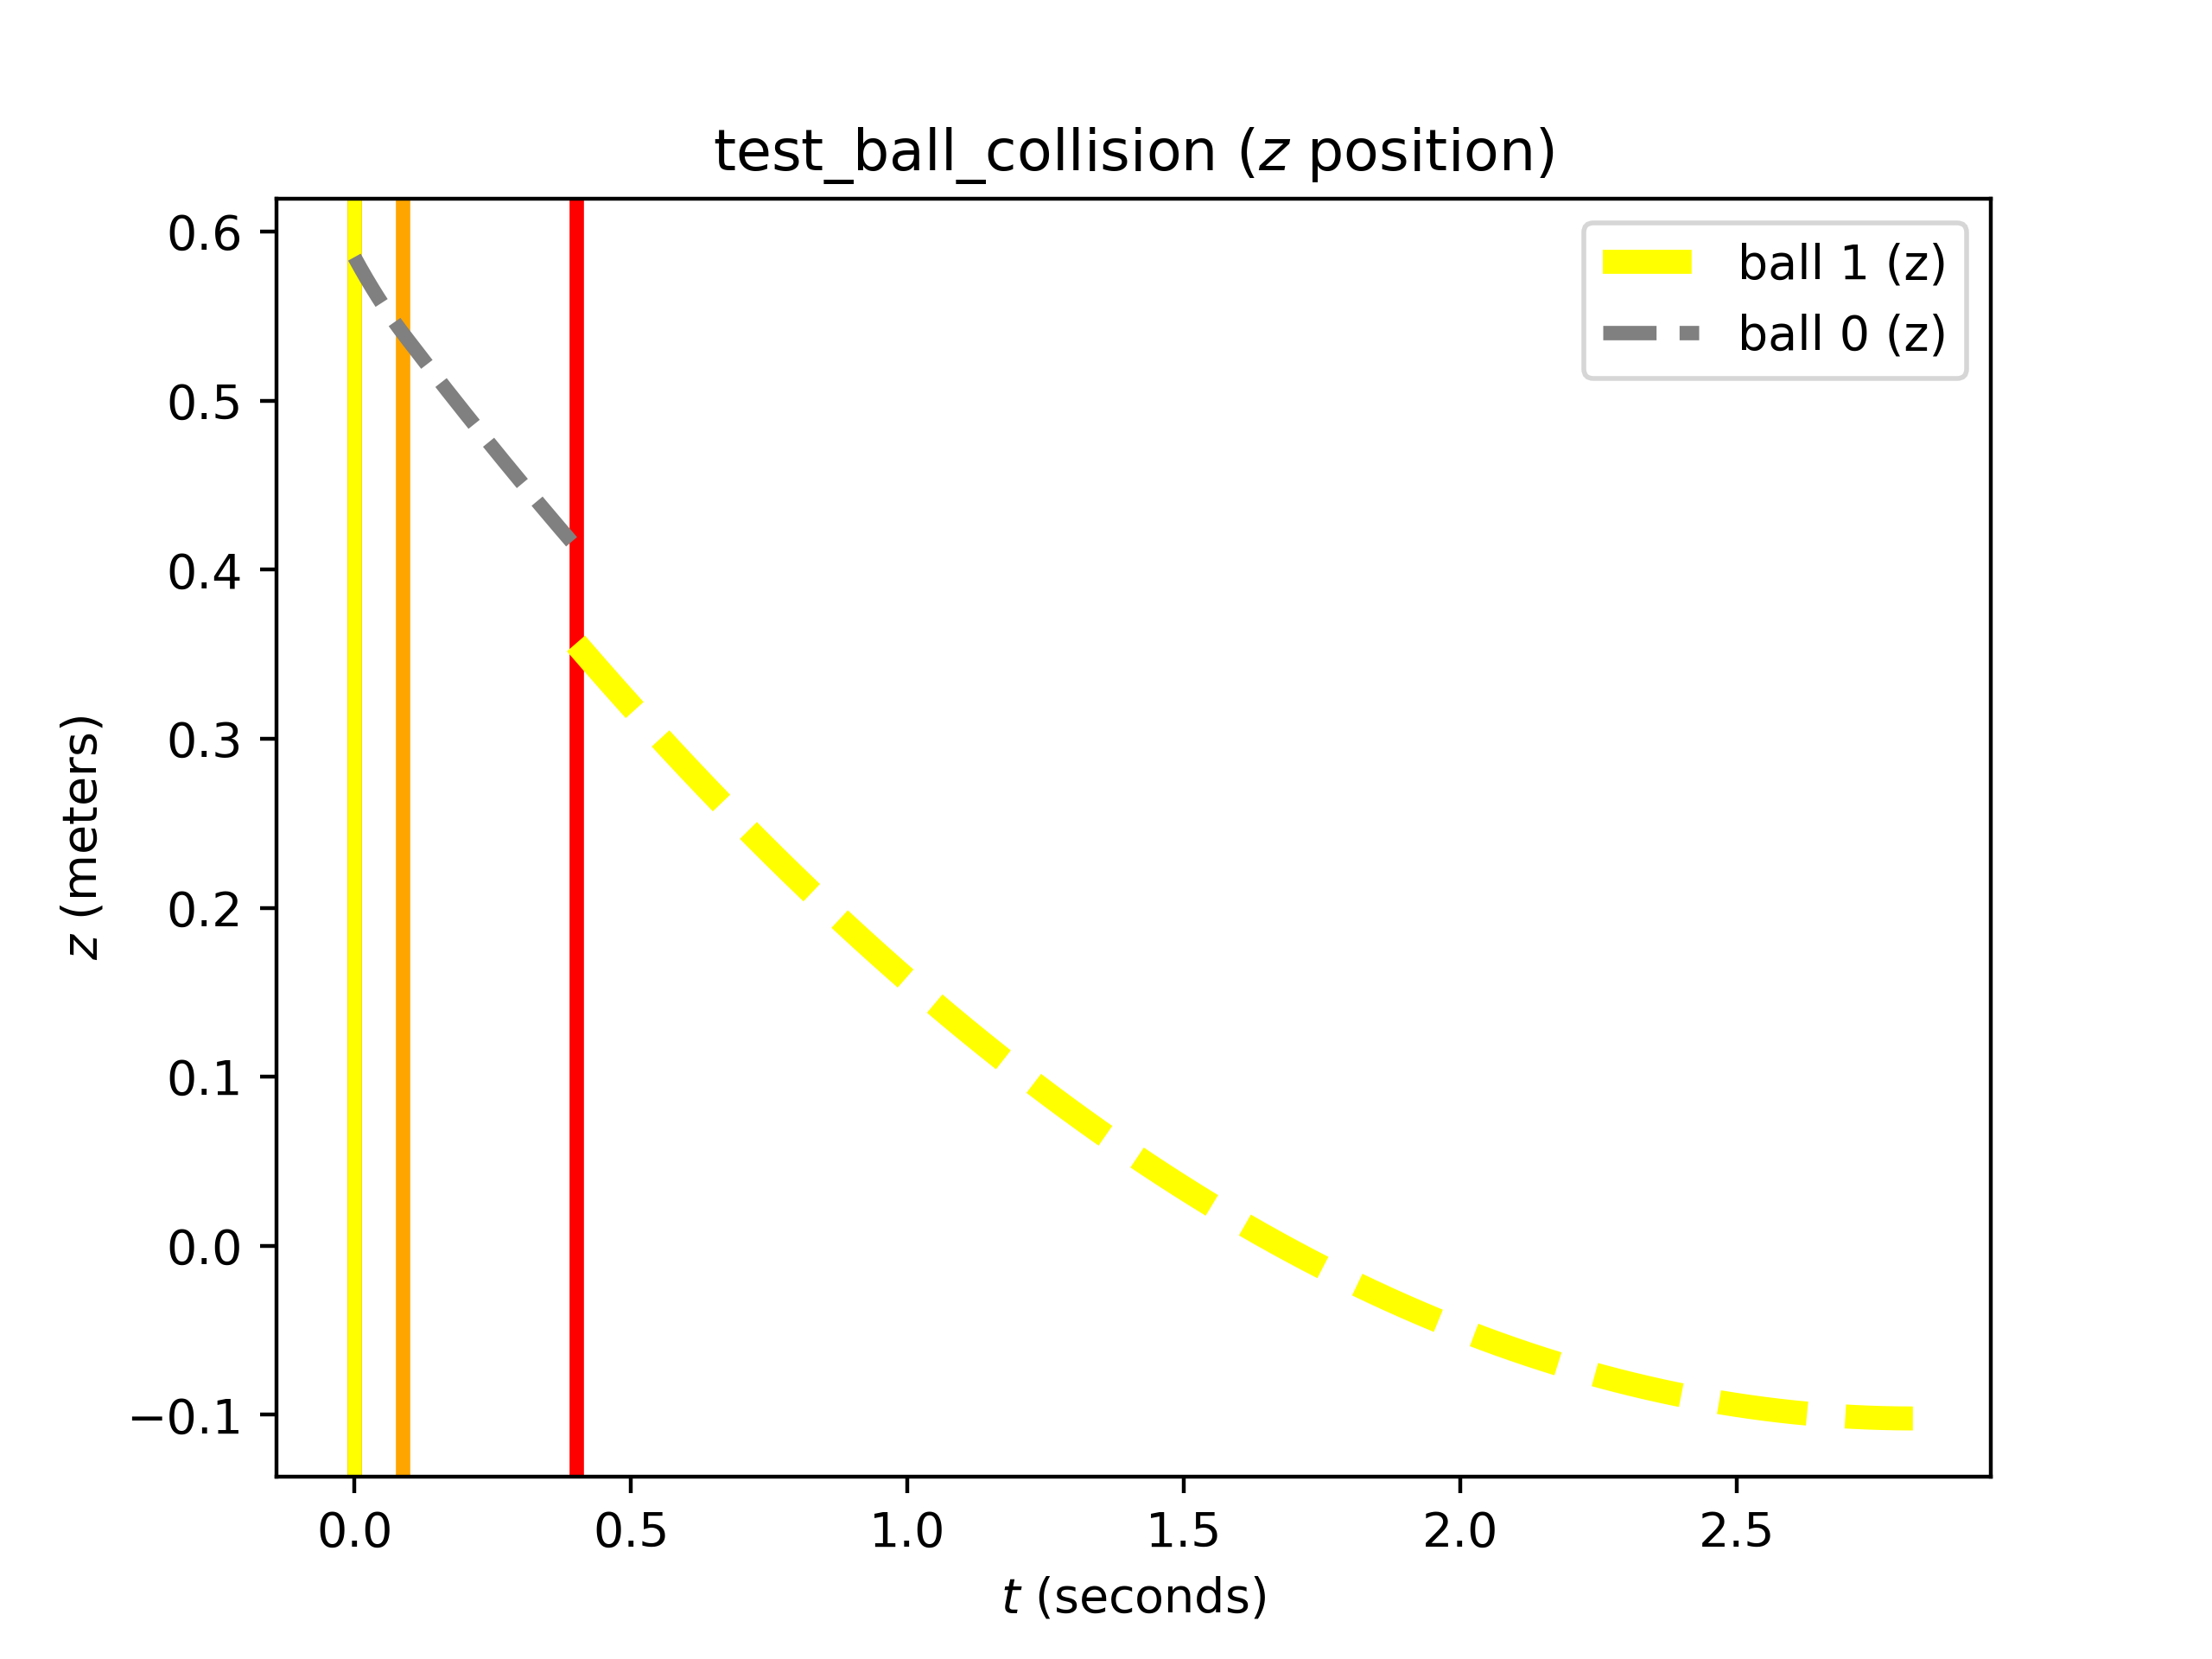 test_ball_collision (z position)
ball 1 (z)
ball 0 (z)
z (meters)
0.6
0.5
0.4
0.3
0.2
0.1
0.0
−0.1
0.0 0.5 1.0 1.5 2.0 2.5
t (seconds)